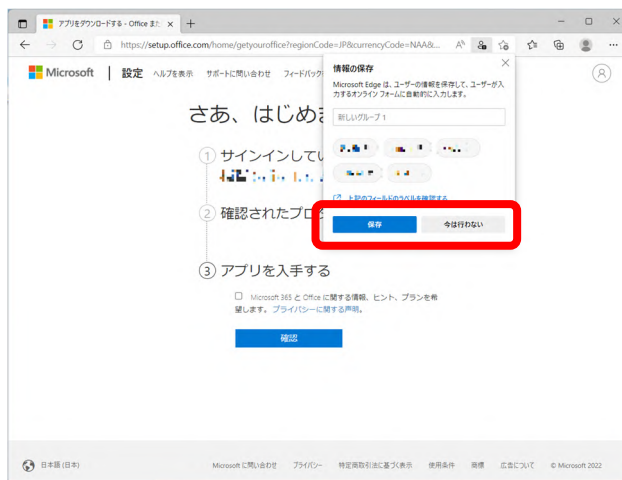 アプリをダウンロードする - Office また
https://setup.office.com/home/getyouroffice?regionCode=JP&currencyCode=NAA&...
Microsoft
設定
ヘルプを表示
サポートに問い合わせ
フィードバック
情報の保存
Microsoft Edge は、ユーザーの情報を保存して、ユーザーが入
力するオンライン フォームに自動的に入力します。
新しいグループ 1
上記のフィールドのラベルを確認する
保存
今は行わない
さあ、はじめま
1 サインインしてい
2 確認されたプロダ
3 アプリを入手する
Microsoft 365 と Office に関する情報、ヒント、プランを希
望します。 プライバシーに関する声明。
確認
日本語 (日本)
Microsoft に問い合わせ
プライバシー
特定商取引法に基づく表示
使用条件
商標
広告について
© Microsoft 2022